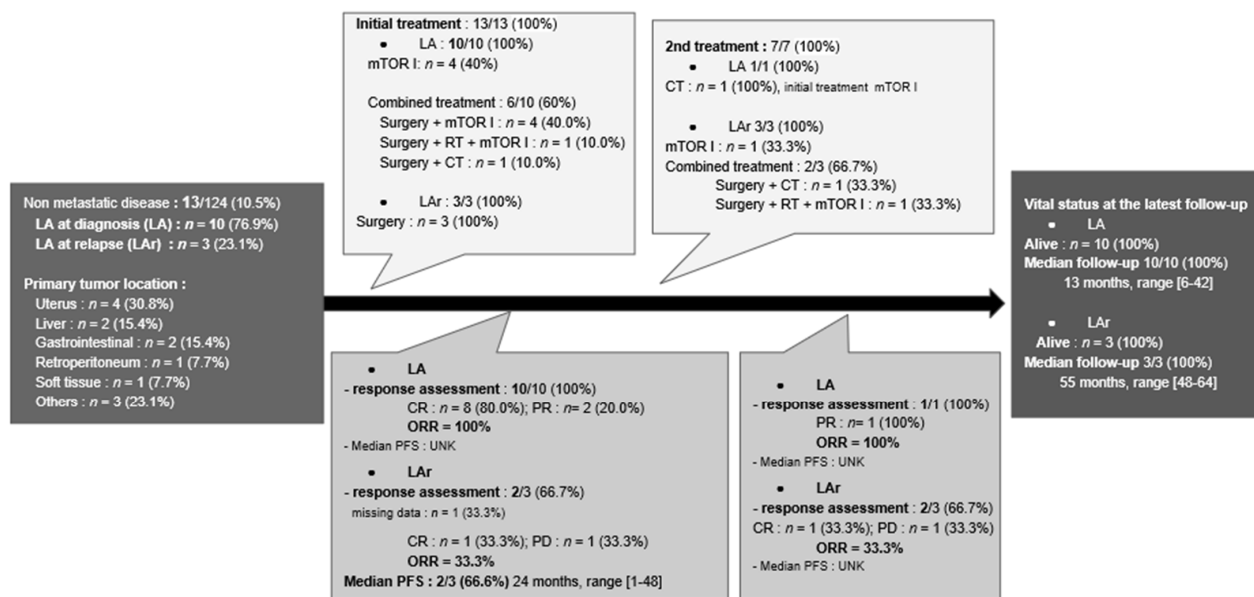 Non metastatic disease : 13/124 (10.5%)
LA at diagnosis (LA) : n = 10 (76.9%)
LA at relapse (LAr) : n = 3 (23.1%)
Primary tumor location :
Uterus : n = 4 (30.8%)
Liver : n = 2 (15.4%)
Gastrointestinal : n = 2 (15.4%)
Retroperitoneum : n = 1 (7.7%)
Soft tissue : n = 1 (7.7%)
Others : n = 3 (23.1%)
Initial treatment : 13/13 (100%)
• LA : 10/10 (100%)
mTOR I: n = 4 (40%)
Combined treatment : 6/10 (60%)
Surgery + mTOR I : n = 4 (40.0%)
Surgery + RT + mTOR I : n = 1 (10.0%)
Surgery + CT : n = 1 (10.0%)
• LAr : 3/3 (100%)
Surgery : n = 3 (100%)
2nd treatment : 7/7 (100%)
• LA 1/1 (100%)
CT : n = 1 (100%), initial treatment mTOR I
• LAr 3/3 (100%)
mTOR I : n = 1 (33.3%)
Combined treatment : 2/3 (66.7%)
Surgery + CT : n = 1 (33.3%)
Surgery + RT + mTOR I : n = 1 (33.3%)
• LA
- response assessment : 10/10 (100%)
CR : n = 8 (80.0%); PR : n= 2 (20.0%)
ORR = 100%
- Median PFS : UNK
• LAr
- response assessment : 2/3 (66.7%)
missing data : n = 1 (33.3%)
CR : n = 1 (33.3%); PD : n = 1 (33.3%)
ORR = 33.3%
Median PFS : 2/3 (66.6%) 24 months, range [1-48]
• LA
- response assessment : 1/1 (100%)
PR : n= 1 (100%)
ORR = 100%
- Median PFS : UNK
• LAr
- response assessment : 2/3 (66.7%)
CR : n = 1 (33.3%); PD : n = 1 (33.3%)
ORR = 33.3%
- Median PFS : UNK
Vital status at the latest follow-up
• LA
Alive : n = 10 (100%)
Median follow-up 10/10 (100%)
13 months, range [6-42]
• LAr
Alive : n = 3 (100%)
Median follow-up 3/3 (100%)
55 months, range [48-64]